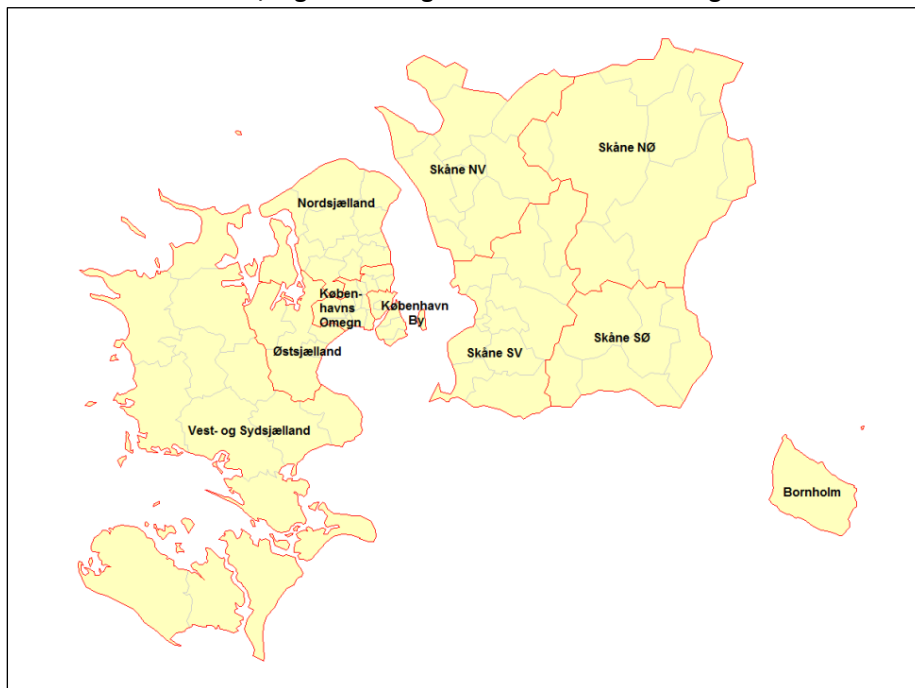 Skåne NØ
Skåne NV
Nordsjælland
Køben-
havns
Omegn
København
By
Østsjælland
Skåne SV
Skåne SØ
Vest- og Sydsjælland
Bornholm